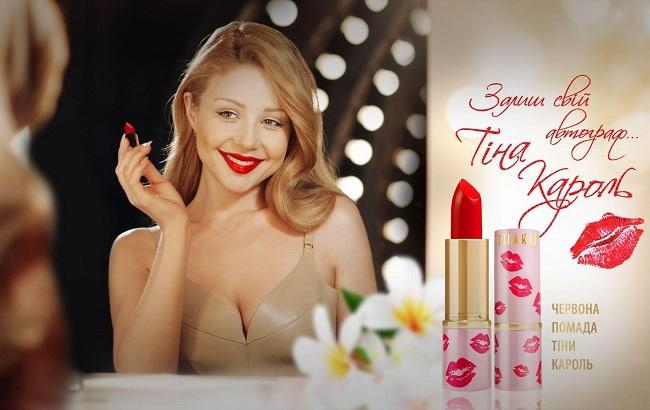 Залиш свій
автограф...
Тіна
Кароль
ЧЕРВОНА
ПОМАДА
ТІНИ
КАРОЛЬ